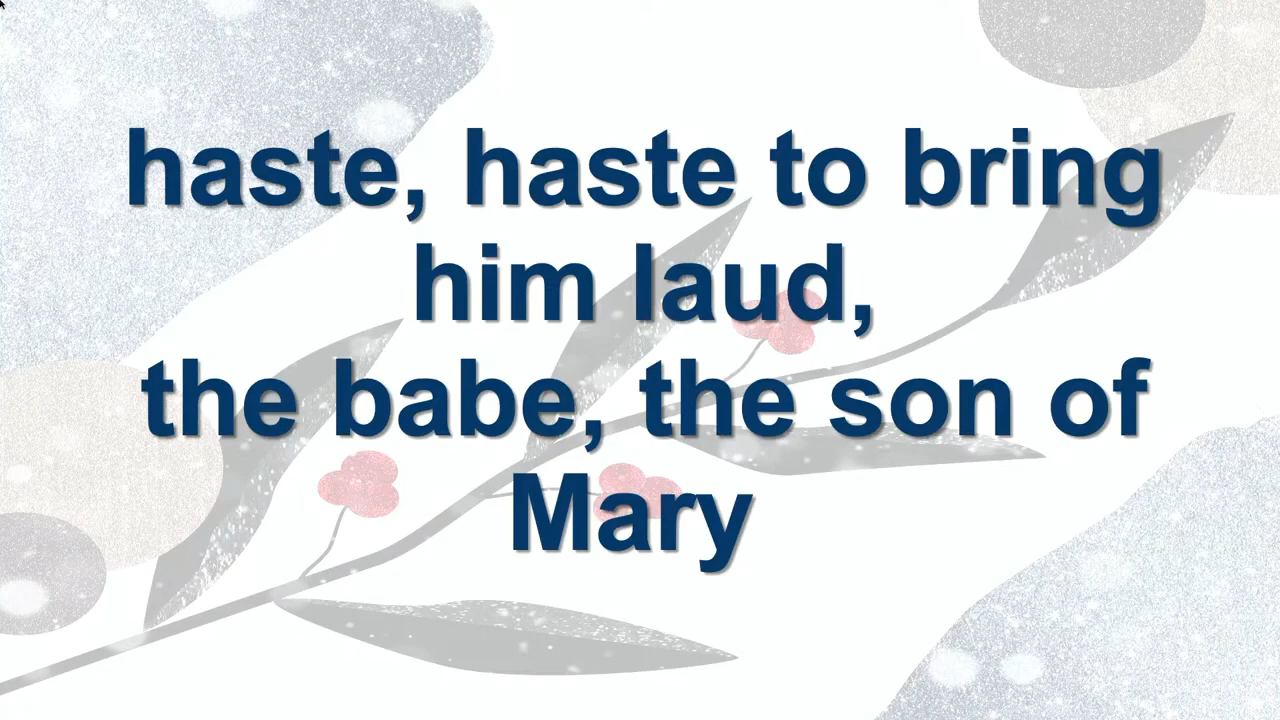 haste, haste to bring
him laud,
the babe, the son of
Mary